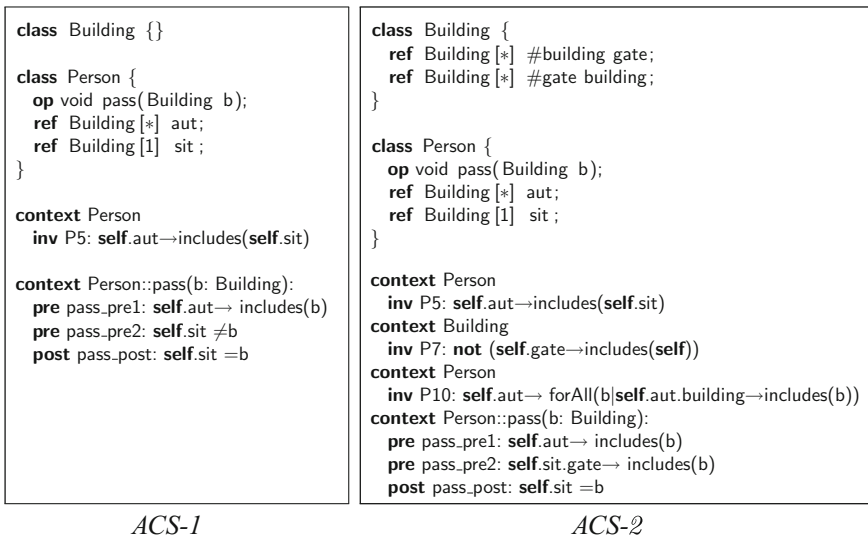 class Building {}
class Person {
op void pass( Building b);
ref Building [∗] aut;
ref Building [1] sit ;
}
context Person
inv P5: self.aut→includes(self.sit)
context Person::pass(b: Building):
pre pass_pre1: self.aut→ includes(b)
pre pass_pre2: self.sit ≠b
post pass_post: self.sit =b
ACS-1
class Building {
ref Building [∗] #building gate;
ref Building [∗] #gate building;
}
class Person {
op void pass( Building b);
ref Building [∗] aut;
ref Building [1] sit ;
}
context Person
inv P5: self.aut→includes(self.sit)
context Building
inv P7: not (self.gate→includes(self))
context Person
inv P10: self.aut→ forAll(b|self.aut.building→includes(b))
context Person::pass(b: Building):
pre pass_pre1: self.aut→ includes(b)
pre pass_pre2: self.sit.gate→ includes(b)
post pass_post: self.sit =b
ACS-2